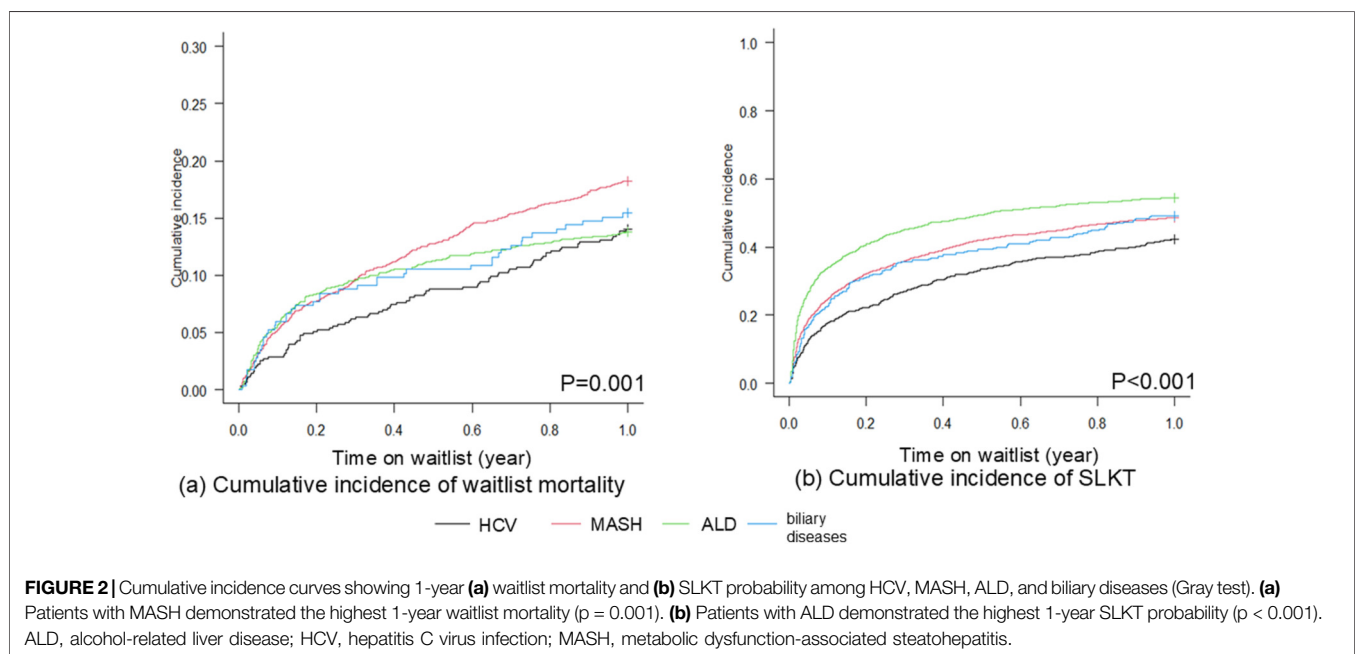 0.30
0.25
0.20
0.15
0.10
0.05
0.00
Cumulative incidence
P=0.001
0.0 0.2 0.4 0.6 0.8 1.0
Time on waitlist (year)
(a) Cumulative incidence of waitlist mortality
1.0
0.8
0.6
0.4
0.2
0.0
Cumulative incidence
P<0.001
0.0 0.2 0.4 0.6 0.8 1.0
Time on waitlist (year)
(b) Cumulative incidence of SLKT
HCV MASH ALD biliary
diseases
FIGURE 2 | Cumulative incidence curves showing 1-year (a) waitlist mortality and (b) SLKT probability among HCV, MASH, ALD, and biliary diseases (Gray test). (a)
Patients with MASH demonstrated the highest 1-year waitlist mortality (p = 0.001). (b) Patients with ALD demonstrated the highest 1-year SLKT probability (p < 0.001).
ALD, alcohol-related liver disease; HCV, hepatitis C virus infection; MASH, metabolic dysfunction-associated steatohepatitis.